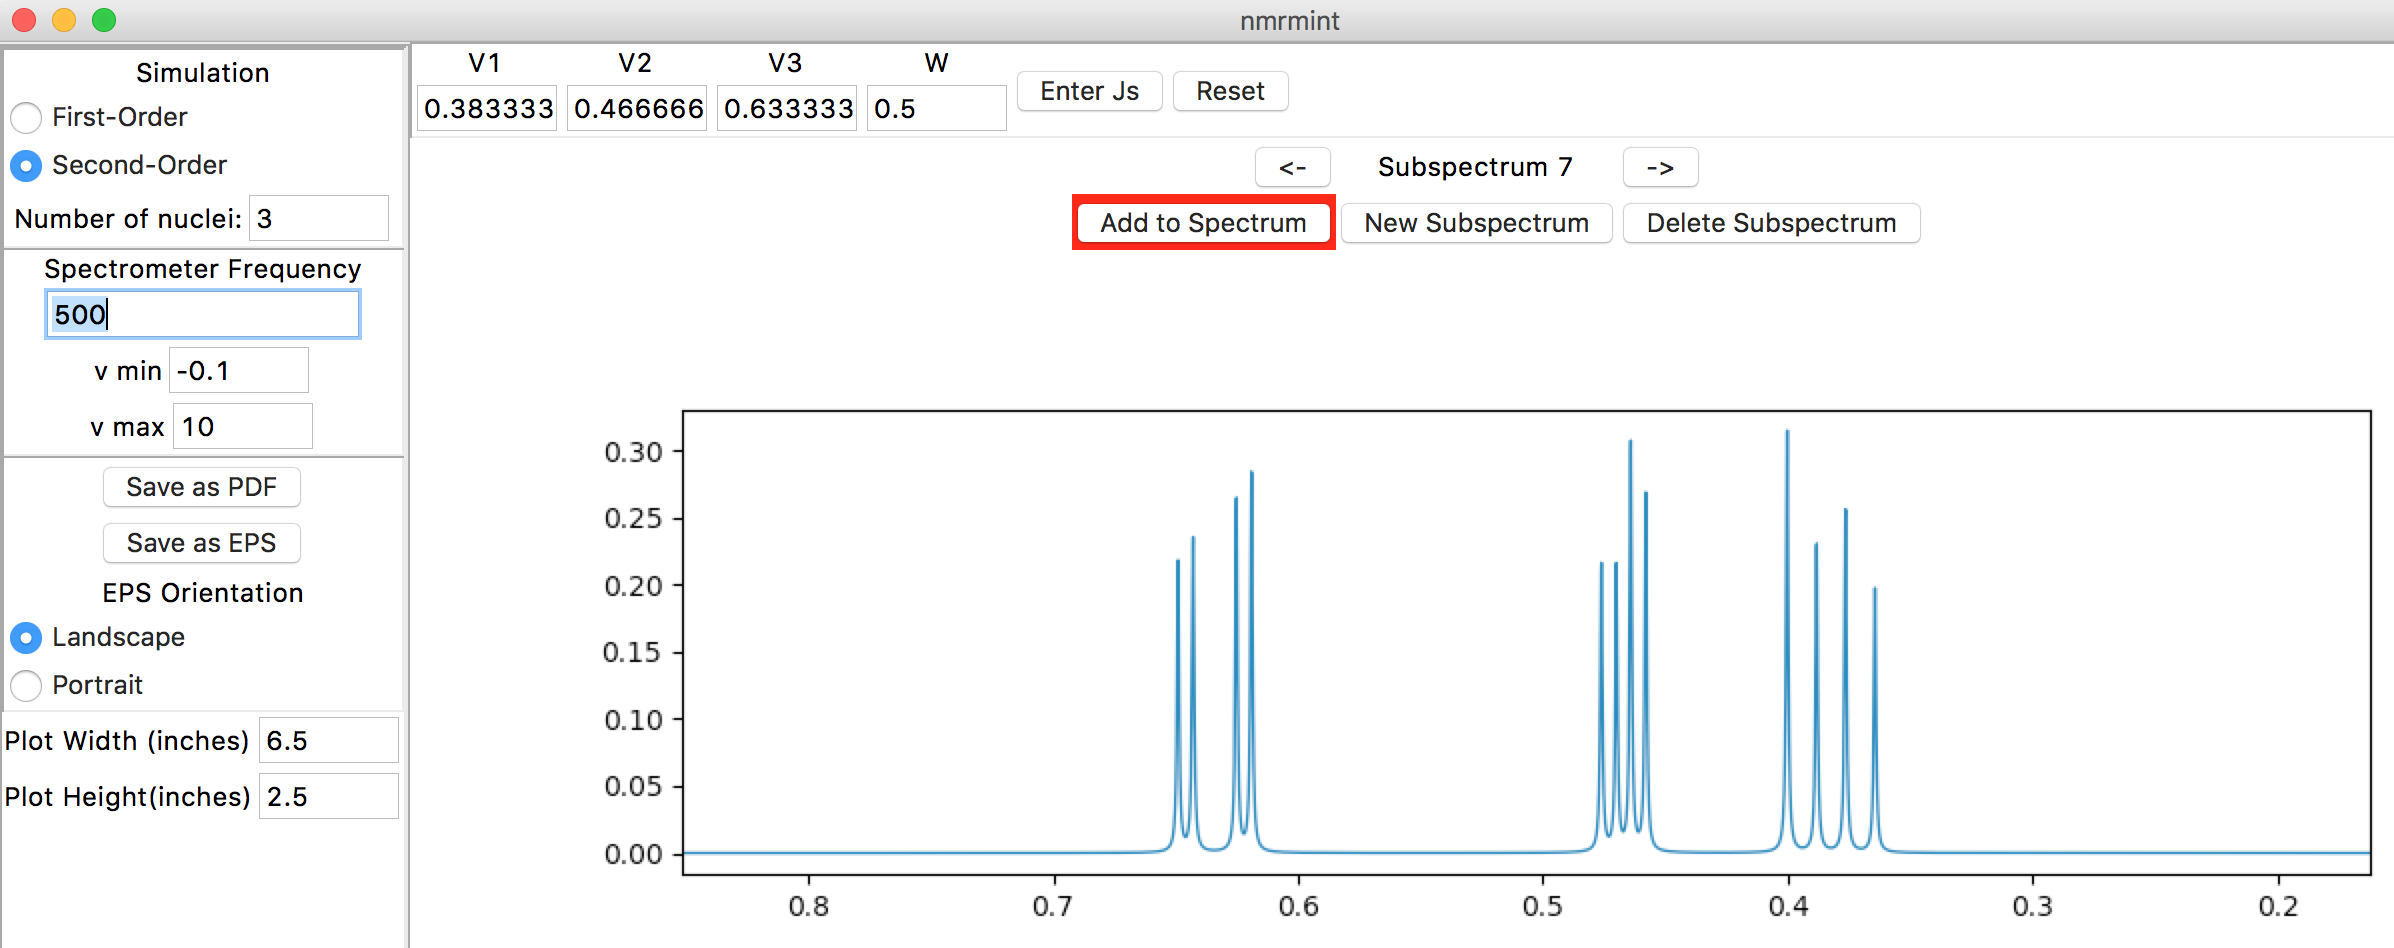 nmrmint
Simulation
First-Order
Second-Order
Number of nuclei: 3
Spectrometer Frequency
500
v min -0.1
v max 10
Save as PDF
Save as EPS
EPS Orientation
Landscape
Portrait
Plot Width (inches) 6.5
Plot Height(inches) 2.5
V1 V2 V3 W
0.383333 0.466666 0.633333 0.5 Enter Js Reset
<- Subspectrum 7 ->
Add to Spectrum New Subspectrum Delete Subspectrum
0.30
0.25
0.20
0.15
0.10
0.05
0.00
0.8 0.7 0.6 0.5 0.4 0.3 0.2